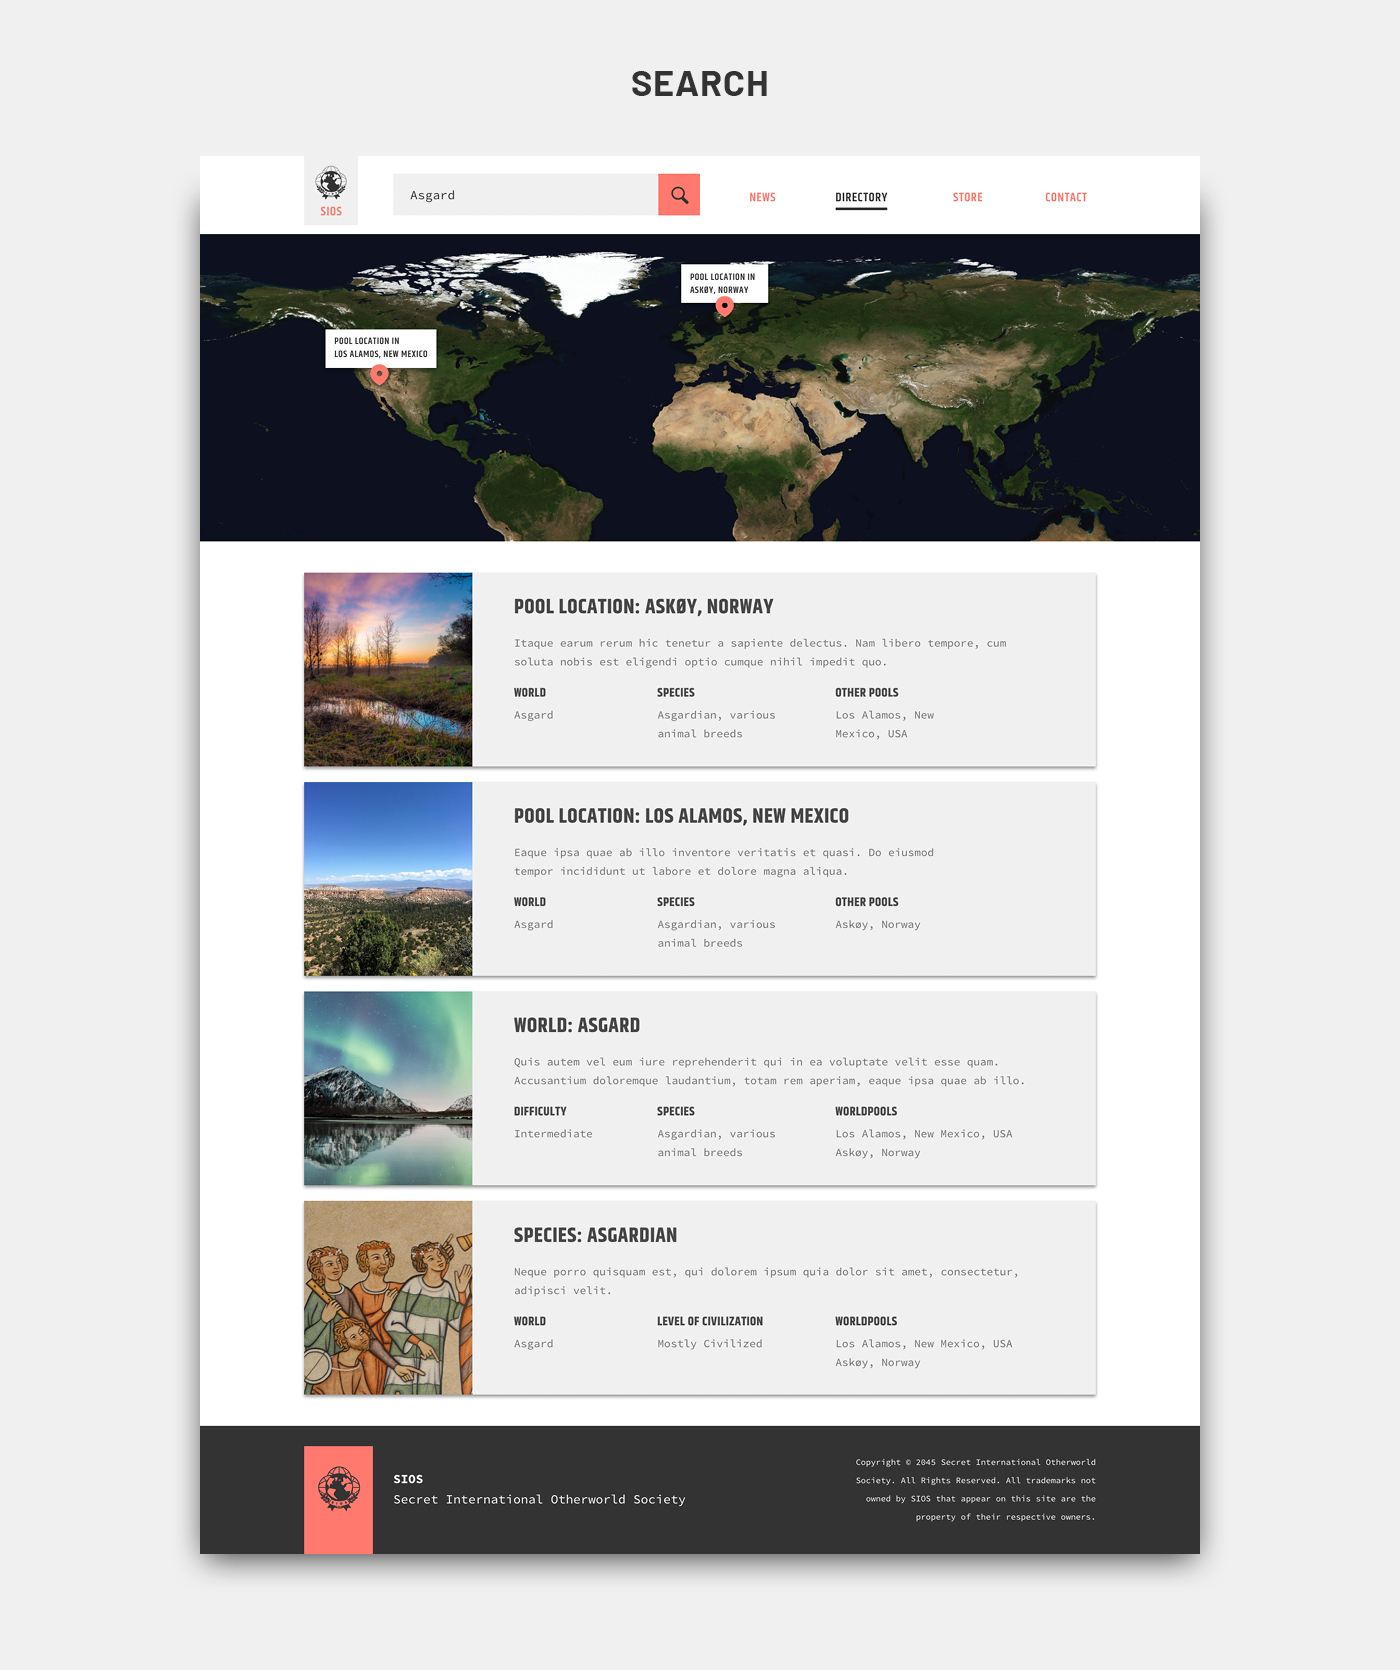 SEARCH
SIOS
Asgard
NEWS
DIRECTORY
STORE
CONTACT
POOL LOCATION IN
ASKØY, NORWAY
POOL LOCATION IN
LOS ALAMOS, NEW MEXICO
POOL LOCATION: ASKØY, NORWAY
Itaque earum rerum hic tenetur a sapiente delectus. Nam libero tempore, cum
soluta nobis est eligendi optio cumque nihil impedit quo.
WORLD
Asgard
SPECIES
Asgardian, various
animal breeds
OTHER POOLS
Los Alamos, New
Mexico, USA
POOL LOCATION: LOS ALAMOS, NEW MEXICO
Eaque ipsa quae ab illo inventore veritatis et quasi. Do eiusmod
tempor incididunt ut labore et dolore magna aliqua.
WORLD
Asgard
SPECIES
Asgardian, various
animal breeds
OTHER POOLS
Askøy, Norway
WORLD: ASGARD
Quis autem vel eum iure reprehenderit qui in ea voluptate velit esse quam.
Accusantium doloremque laudantium, totam rem aperiam, eaque ipsa quae ab illo.
DIFFICULTY
Intermediate
SPECIES
Asgardian, various
animal breeds
WORLDPOOLS
Los Alamos, New Mexico, USA
Askøy, Norway
SPECIES: ASGARDIAN
Neque porro quisquam est, qui dolorem ipsum quia dolor sit amet, consectetur,
adipisci velit.
WORLD
Asgard
LEVEL OF CIVILIZATION
Mostly Civilized
WORLDPOOLS
Los Alamos, New Mexico, USA
Askøy, Norway
SIOS
Secret International Otherworld Society
Copyright © 2045 Secret International Otherworld
Society. All Rights Reserved. All trademarks not
owned by SIOS that appear on this site are the
property of their respective owners.